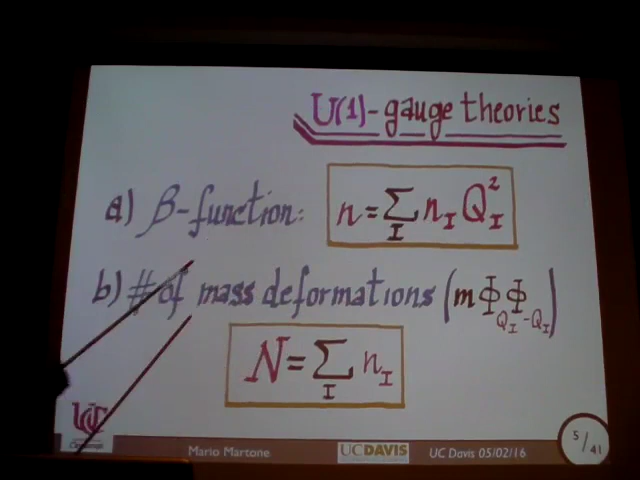 U(1)-gauge theories
a) β-function: n = Σ_I n_I Q_I^2
b) # of mass deformations (m Φ_{Q_I} Φ_{-Q_I})
N = Σ_I n_I
UC
Mario Martone UC DAVIS UC Davis 05/02/16 5/41